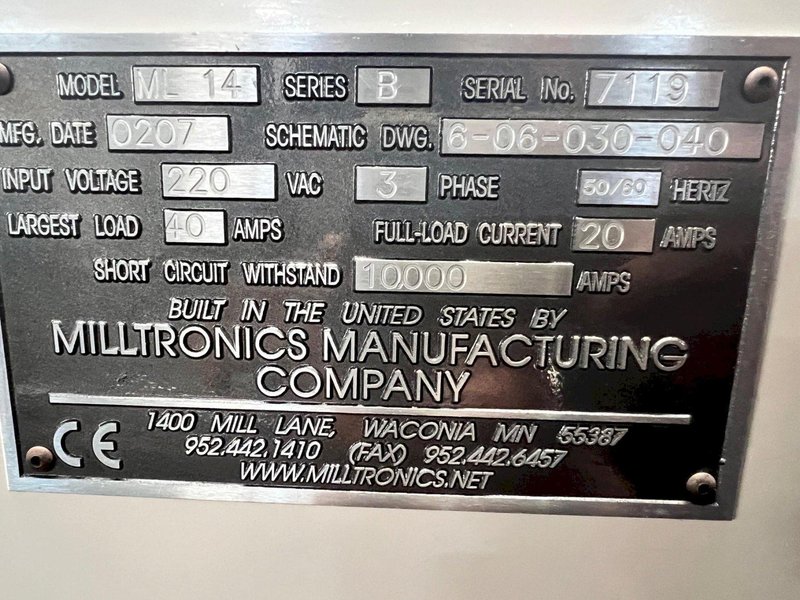 MODEL ML 14 SERIES B SERIAL No. 7119
MFG. DATE 0207 SCHEMATIC DWG. 6-06-030-040
INPUT VOLTAGE 220 VAC 3 PHASE 50/60 HERTZ
LARGEST LOAD 40 AMPS FULL-LOAD CURRENT 20 AMPS
SHORT CIRCUIT WITHSTAND 10000 AMPS
BUILT IN THE UNITED STATES BY
MILLTRONICS MANUFACTURING
COMPANY
CE
1400 MILL LANE, WACONIA MN 55387
952.442.1410 (FAX) 952.442.6457
WWW.MILLTRONICS.NET